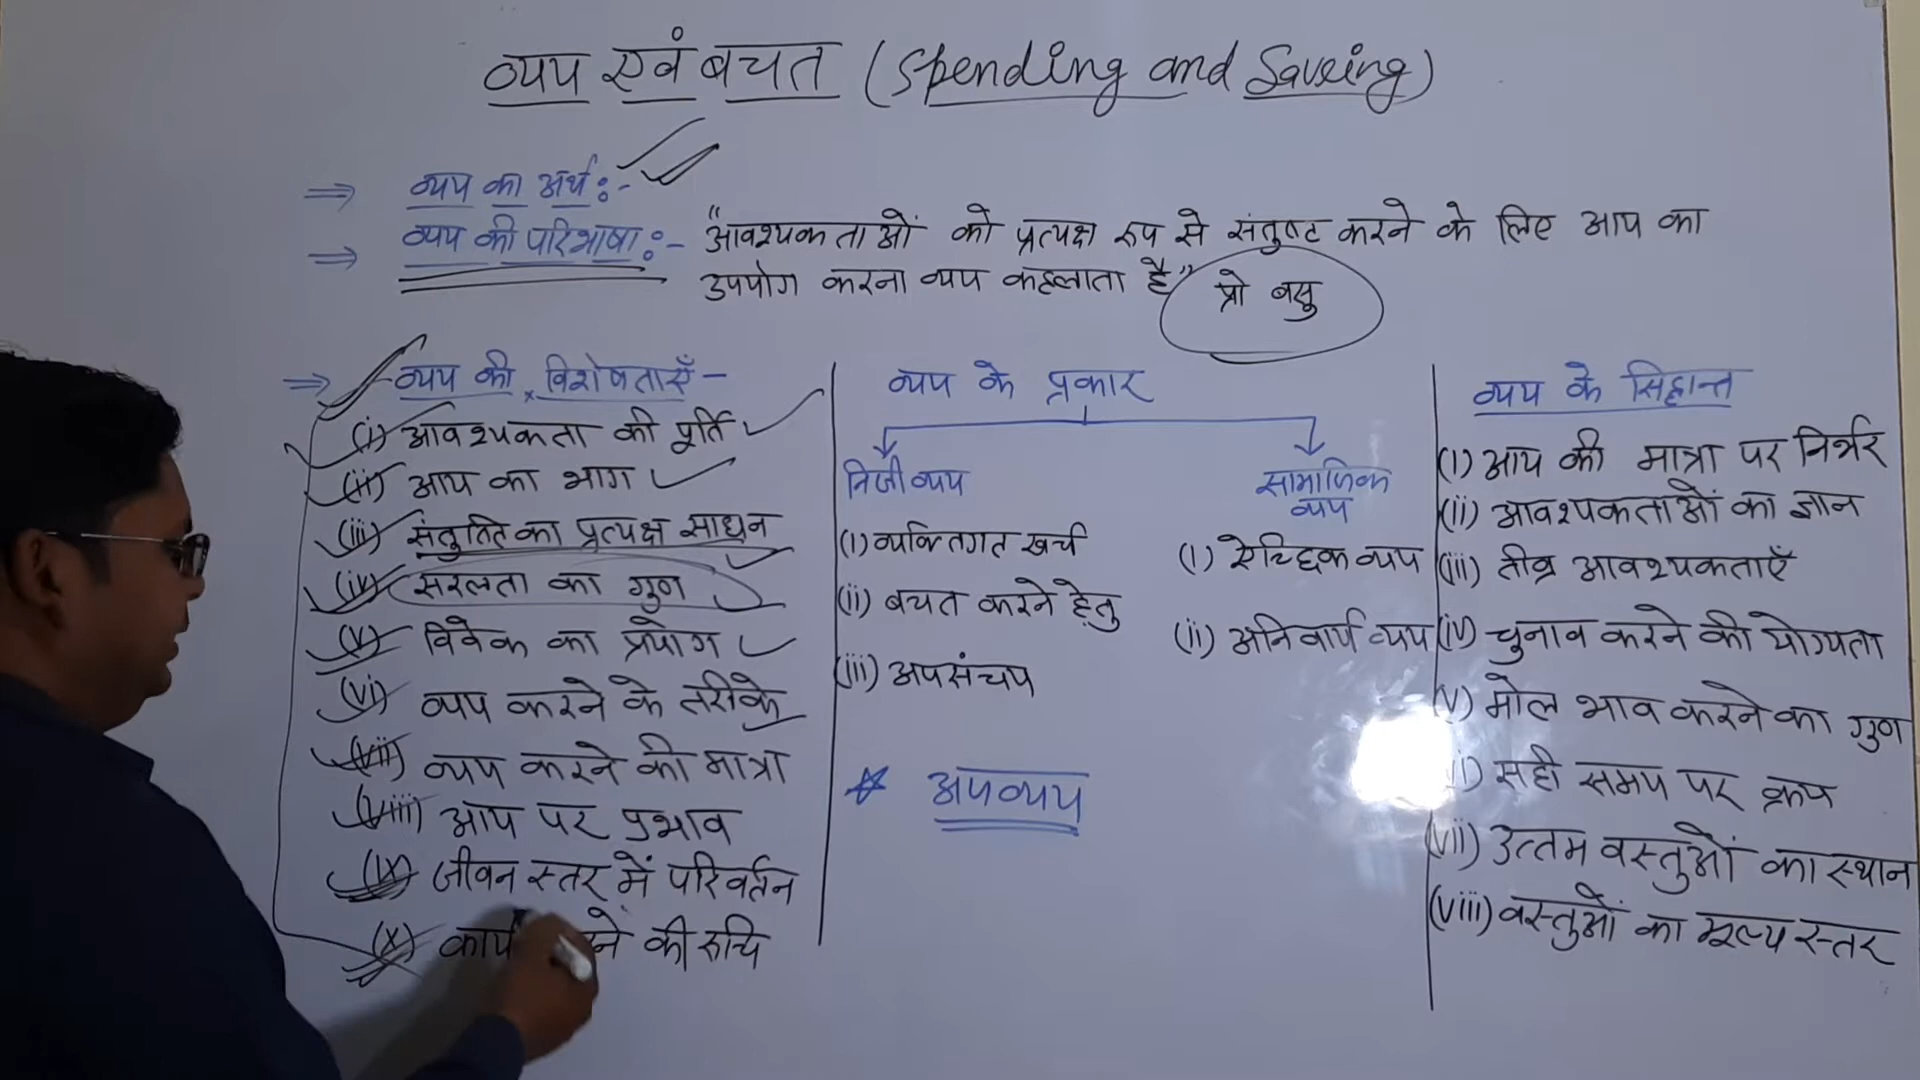 व्यय एवं बचत (Spending and Saveing)
व्यय का अर्थ:-
व्यय की परिभाषा:- "आवश्यकताओं को प्रत्यक्ष रूप से संतुष्ट करने के लिए आय का
उपयोग करना व्यय कहलाता है" प्रो बसु
व्यय की विशेषताएँ-
(i) आवश्यकता की पूर्ति
(ii) आय का भाग
(iii) संतुष्टि का प्रत्यक्ष साधन
(iv) सरलता का गुण
(v) विवेक का प्रयोग
(vi) व्यय करने के तरीके
(vii) व्यय करने की मात्रा
(viii) आय पर प्रभाव
(ix) जीवन स्तर में परिवर्तन
(x) कार्य की रुचि
व्यय के प्रकार
निजी व्यय
(i) व्यक्तिगत खर्च
(ii) बचत करने हेतु
(iii) अपसंचय
सामाजिक
व्यय
(i) ऐच्छिक व्यय
(ii) अनिवार्य व्यय
अपव्यय
व्यय के सिद्धान्त
(i) आय की मात्रा पर निर्भर
(ii) आवश्यकताओं का ज्ञान
(iii) तीव्र आवश्यकताएँ
(iv) चुनाव करने की योग्यता
(v) मोल भाव करने का गुण
सही समय पर क्रय
(vii) उत्तम वस्तुओं का स्थान
(viii) वस्तुओं का मूल्य स्तर